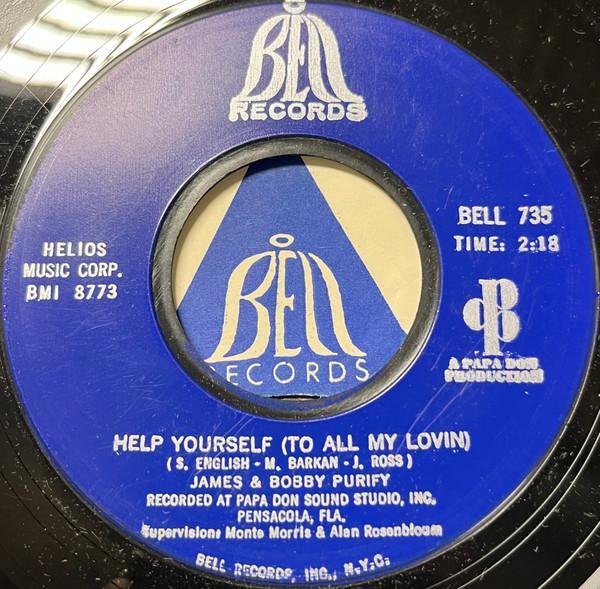 BELL
RECORDS
BELL 735
TIME: 2:18
HELIOS
MUSIC CORP.
BMI 8773
BELL
RECORDS
A PAPA DON
PRODUCTION
HELP YOURSELF (TO ALL MY LOVIN)
(S. ENGLISH - M. BARKAN - J. ROSS)
JAMES & BOBBY PURIFY
RECORDED AT PAPA DON SOUND STUDIO, INC.
PENSACOLA, FLA.
Supervision: Monte Morris & Alan Rosenbloum
BELL RECORDS, INC., N.Y.C.